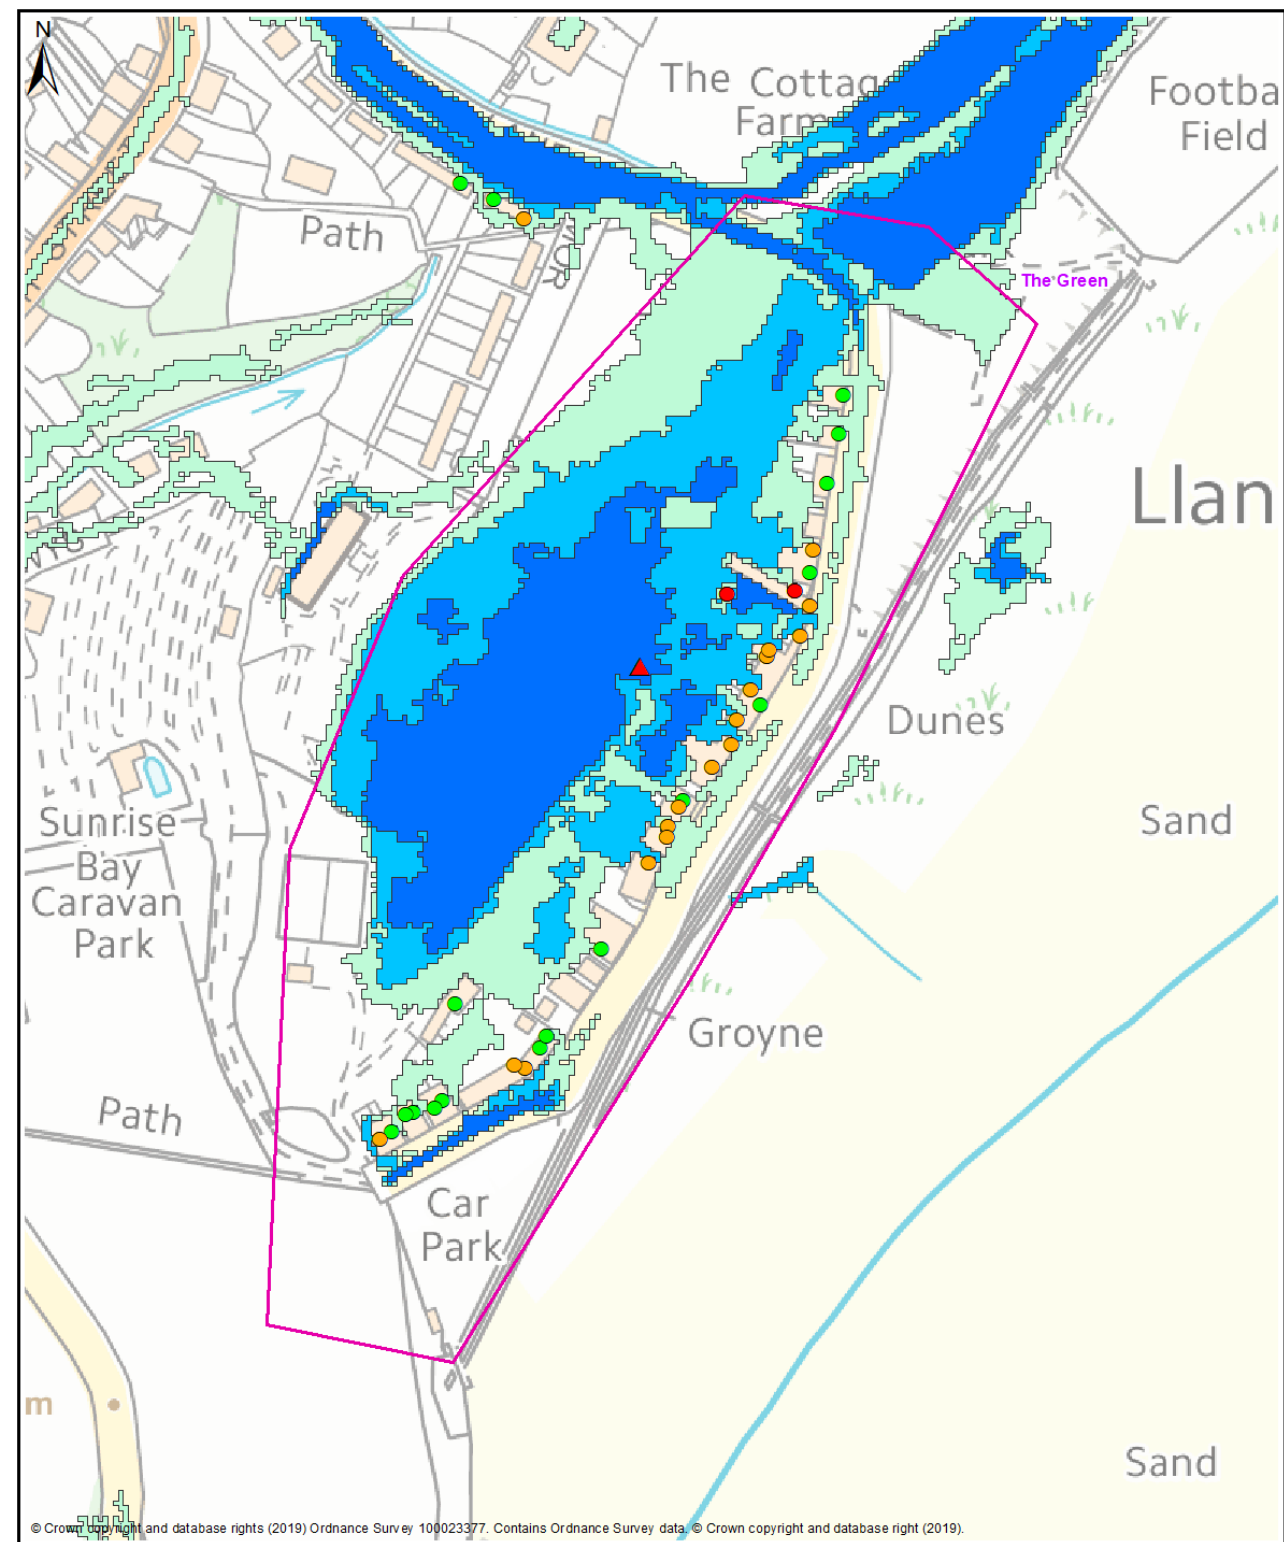 N
The Cottage
Farm
Footba
Field
Path
The Green
Llan
Dunes
Sand
Sunrise
Bay
Caravan
Park
Groyne
Path
Car
Park
m
Sand
© Crown copyright and database rights (2019) Ordnance Survey 100023377. Contains Ordnance Survey data. © Crown copyright and database right (2019).